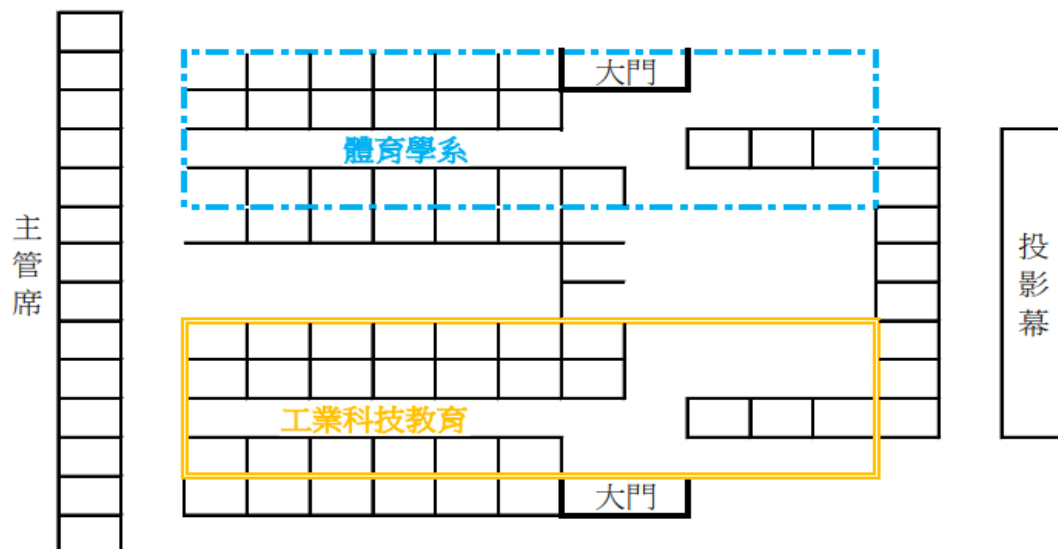 大門
體育學系
主管席
投影幕
工業科技教育
大門